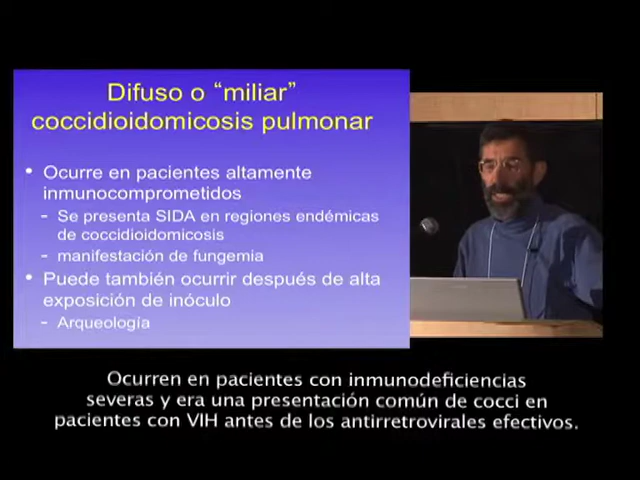 Difuso o “miliar”
coccidioidomicosis pulmonar
• Ocurre en pacientes altamente
inmunocomprometidos
- Se presenta SIDA en regiones endémicas
de coccidioidomicosis
- manifestación de fungemia
• Puede también ocurrir después de alta
exposición de inóculo
- Arqueología
Ocurren en pacientes con inmunodeficiencias
severas y era una presentación común de cocci en
pacientes con VIH antes de los antirretrovirales efectivos.